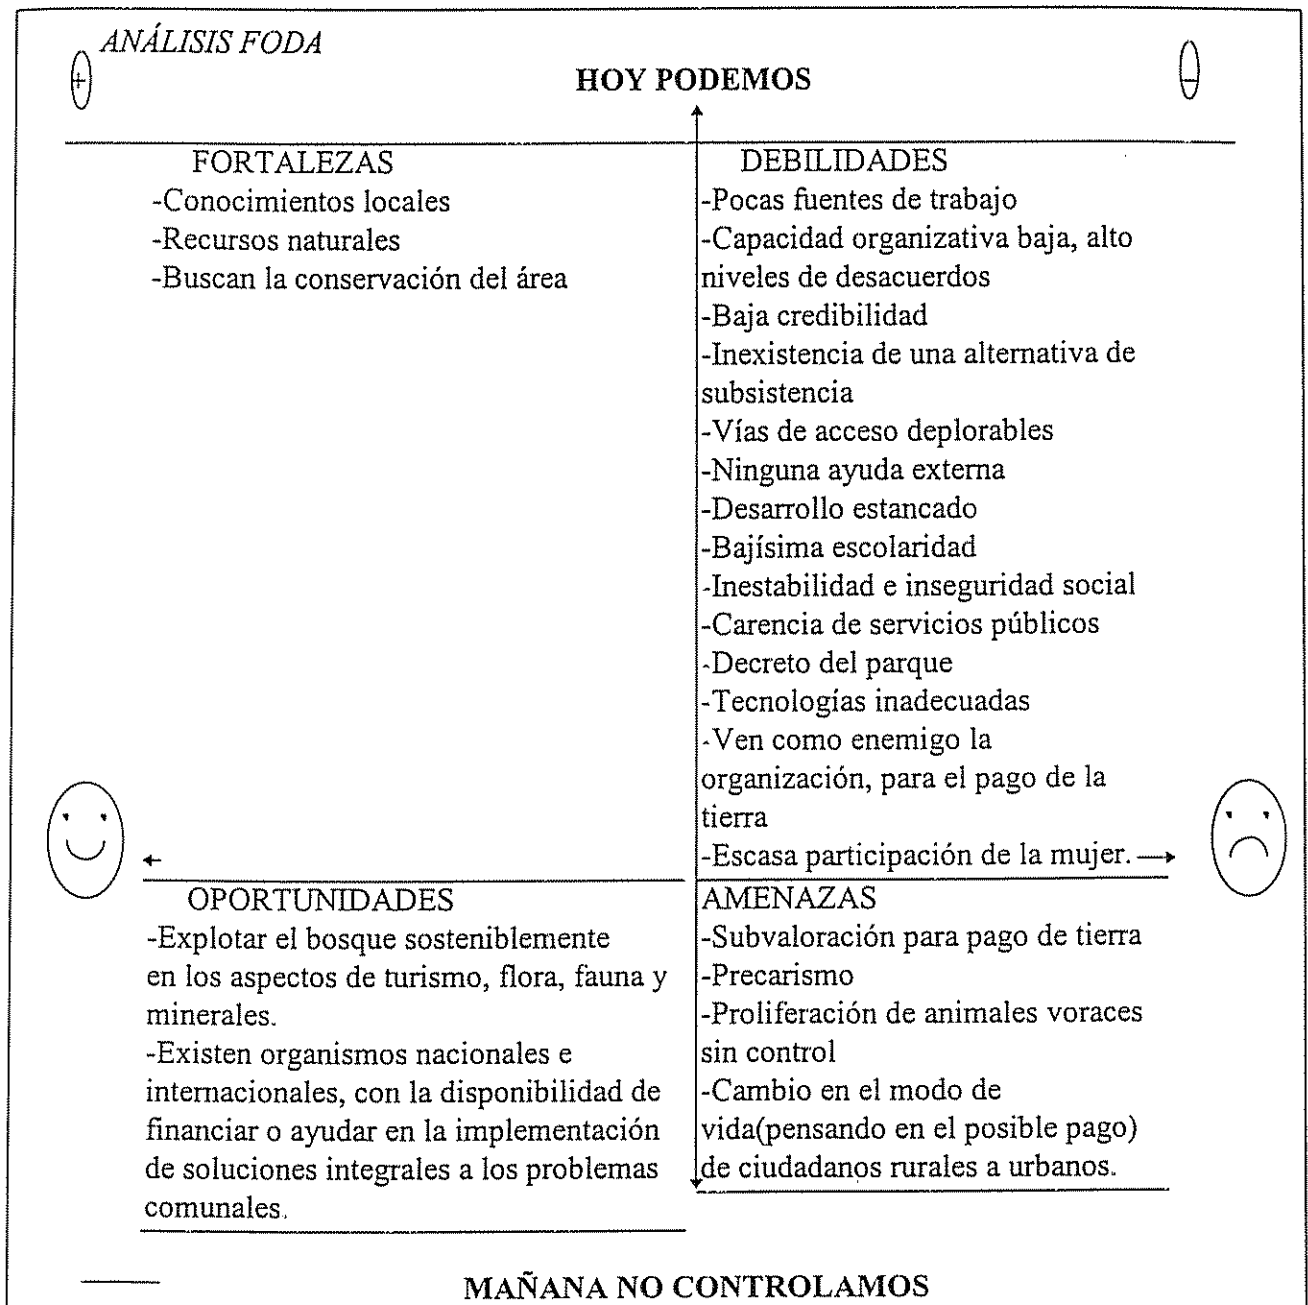 ANÁLISIS FODA
+
HOY PODEMOS
FORTALEZAS
-Conocimientos locales
-Recursos naturales
-Buscan la conservación del área
DEBILIDADES
-Pocas fuentes de trabajo
-Capacidad organizativa baja, alto
niveles de desacuerdos
-Baja credibilidad
-Inexistencia de una alternativa de
subsistencia
-Vías de acceso deplorables
-Ninguna ayuda externa
-Desarrollo estancado
-Bajísima escolaridad
-Inestabilidad e inseguridad social
-Carencia de servicios públicos
-Decreto del parque
-Tecnologías inadecuadas
-Ven como enemigo la
organización, para el pago de la
tierra
-Escasa participación de la mujer.
OPORTUNIDADES
-Explotar el bosque sosteniblemente
en los aspectos de turismo, flora, fauna y
minerales.
-Existen organismos nacionales e
internacionales, con la disponibilidad de
financiar o ayudar en la implementación
de soluciones integrales a los problemas
comunales.
AMENAZAS
-Subvaloración para pago de tierra
-Precarismo
-Proliferación de animales voraces
sin control
-Cambio en el modo de
vida(pensando en el posible pago)
de ciudadanos rurales a urbanos.
MAÑANA NO CONTROLAMOS